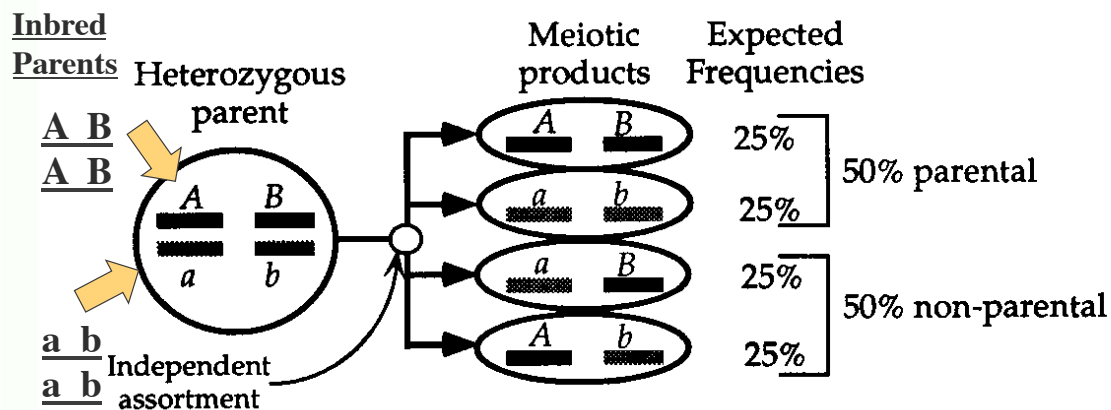 Inbred
Parents
A B
A B
a b
a b
Heterozygous
parent
A B
a b
Independent
assortment
Meiotic
products
A B
a b
a B
A b
Expected
Frequencies
25%
25%
50% parental
25%
25%
50% non-parental